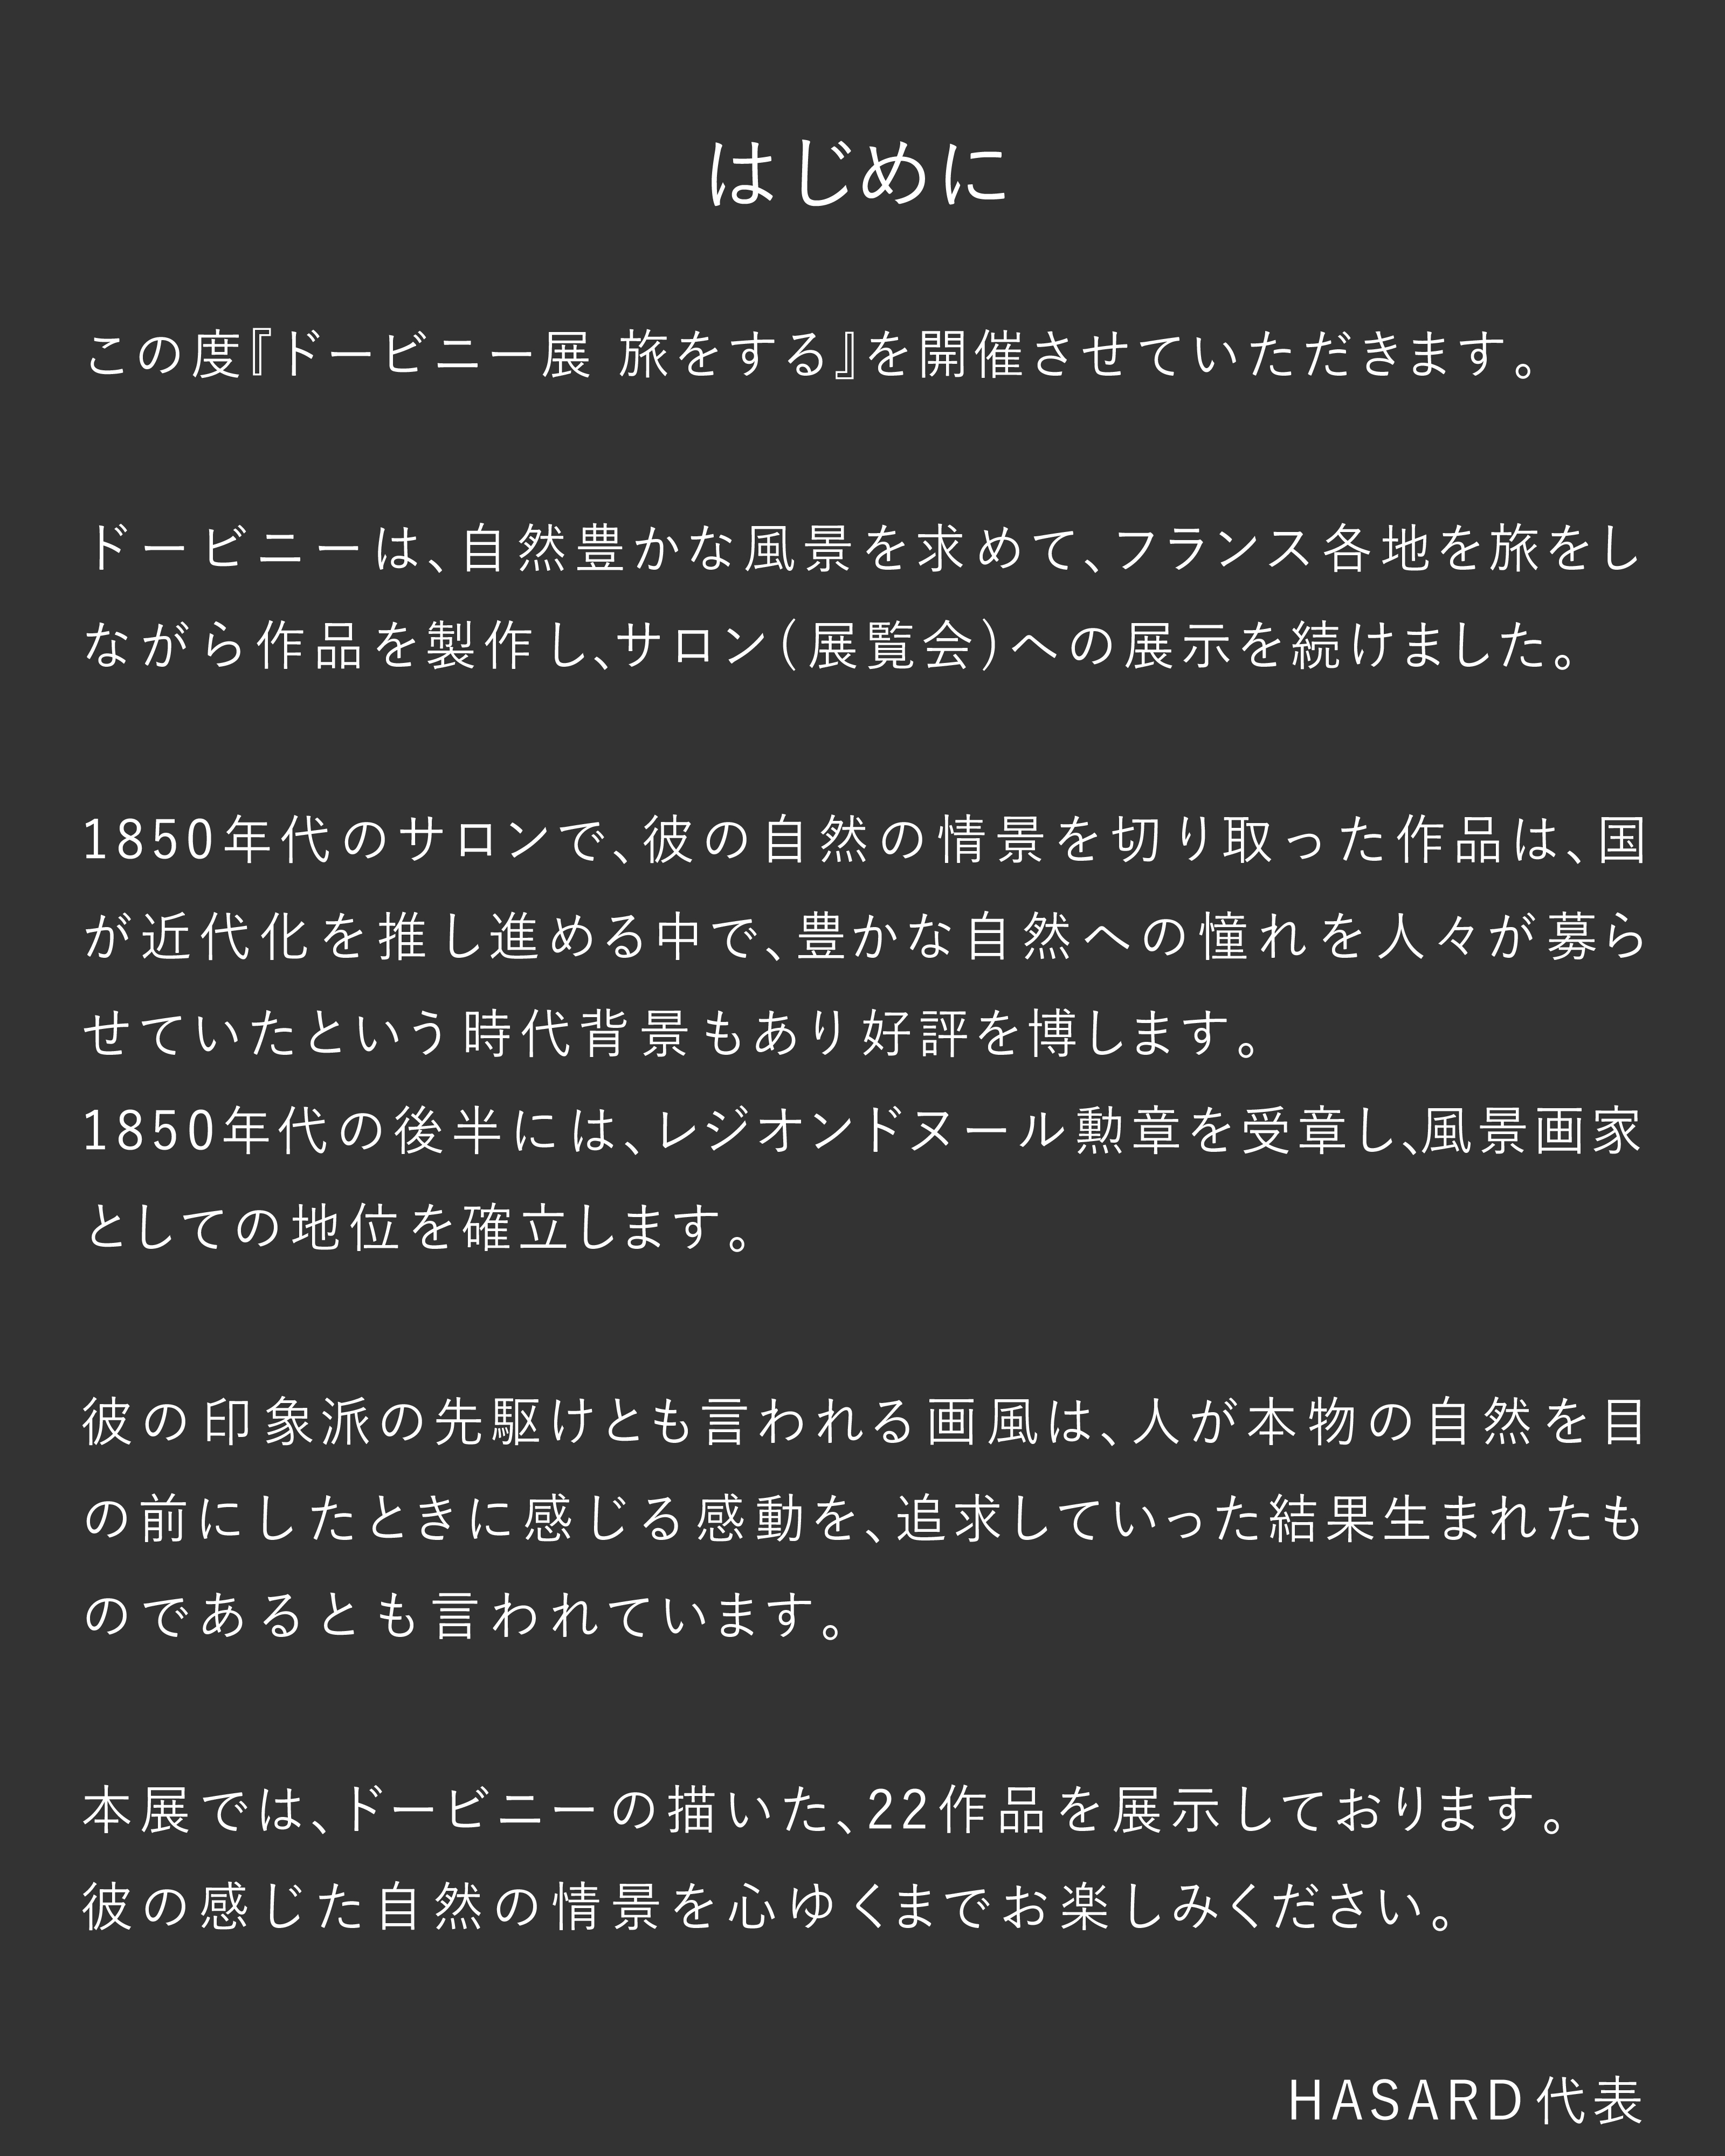 はじめに
この度『ドービニー展 旅をする』を開催させていただきます。
ドービニーは、自然豊かな風景を求めて、フランス各地を旅をし
ながら作品を製作し、サロン(展覧会)への展示を続けました。
1850年代のサロンで、彼の自然の情景を切り取った作品は、国
が近代化を推し進める中で、豊かな自然への憧れを人々が募ら
せていたという時代背景もあり好評を博します。
1850年代の後半には、レジオンドヌール勲章を受章し、風景画家
としての地位を確立します。
彼の印象派の先駆けとも言われる画風は、人が本物の自然を目
の前にしたときに感じる感動を、追求していった結果生まれたも
のであるとも言われています。
本展では、ドービニーの描いた、22作品を展示しております。
彼の感じた自然の情景を心ゆくまでお楽しみください。
HASARD代表